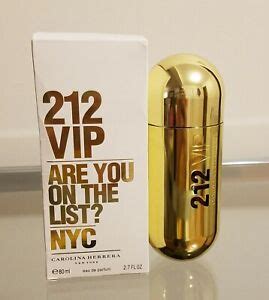 212
VIP
ARE YOU
ON THE
LIST?
NYC
CAROLINA HERRERA
NEW YORK
℮ 80 ml
eau de parfum
2.7 FL.OZ
212 VIP